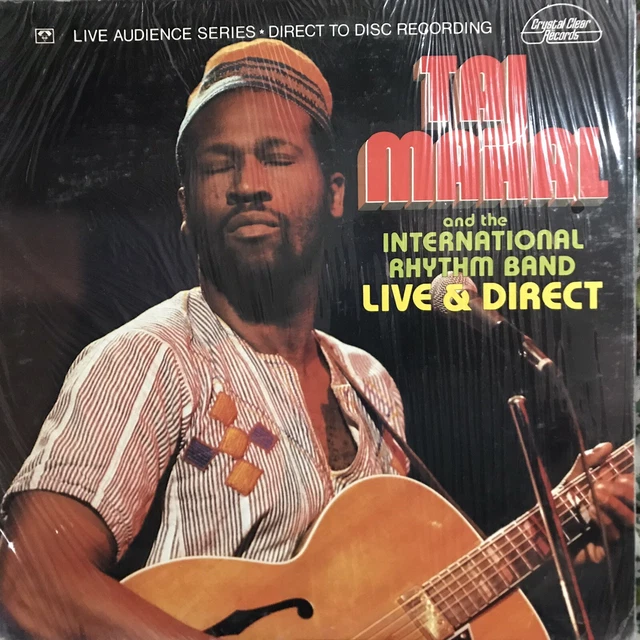 LIVE AUDIENCE SERIES ★ DIRECT TO DISC RECORDING
Crystal Clear
Records
TAJ
MAHAL
and the
INTERNATIONAL
RHYTHM BAND
LIVE & DIRECT